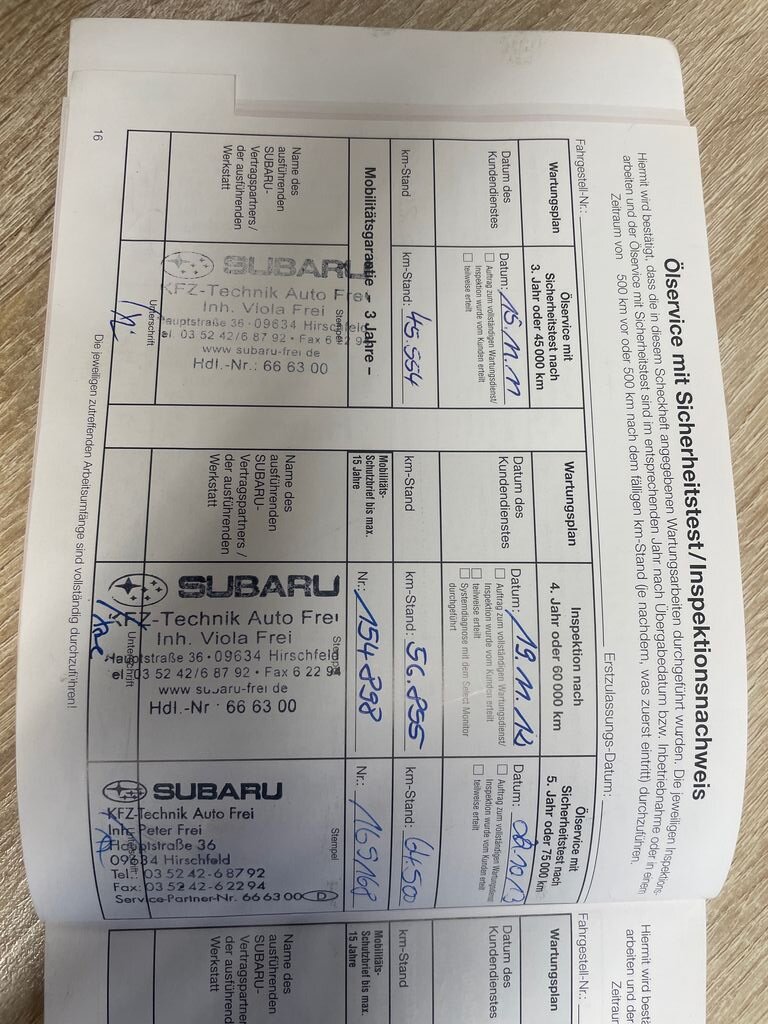 Ölservice mit Sicherheitstest/Inspektionsnachweis
Hiermit wird bestätigt, dass die in diesem Scheckheft angegebenen Wartungsarbeiten durchgeführt wurden. Die jeweiligen Inspektions-
arbeiten und der Ölservice mit Sicherheitstest sind im entsprechenden Jahr nach Übergabedatum bzw. Inbetriebnahme oder in einem
Zeitraum von 500 km vor oder 500 km nach dem fälligen km-Stand (je nachdem, was zuerst eintritt) durchzuführen.
Fahrgestell-Nr.:
Erstzulassungs-Datum:
Wartungsplan
Ölservice mit
Sicherheitstest nach
3. Jahr oder 45 000 km
Datum des
Kundendienstes
Datum: 15.11.11
Auftrag zum vollständigen Wartungsdienst/
Inspektion wurde vom Kunden erteilt
teilweise erteilt
km-Stand
km-Stand: 45.554
Mobilitätsgarantie – 3 Jahre –
Name des
ausführenden
SUBARU-
Vertragspartners/
der ausführenden
Werkstatt
Stempel
SUBARU
KFZ-Technik Auto Frei
Inh. Viola Frei
Hauptstraße 36 · 09634 Hirschfeld
Tel. 03 52 42/6 87 92 · Fax 6 22 94
www.subaru-frei.de
Hdl.-Nr.: 66 63 00
Unterschrift
Wartungsplan
Inspektion nach
4. Jahr oder 60 000 km
Datum des
Kundendienstes
Datum: 19.11.12
Auftrag zum vollständigen Wartungsdienst/
Inspektion wurde vom Kunden erteilt
teilweise erteilt
Systemdiagnose mit dem Select Monitor
durchgeführt
km-Stand
km-Stand: 56.855
Mobilitäts-
Schutzbrief bis max.
15 Jahre
Nr.: 154 898
Name des
ausführenden
SUBARU-
Vertragspartners /
der ausführenden
Werkstatt
Stempel
SUBARU
KFZ-Technik Auto Frei
Inh. Viola Frei
Hauptstraße 36 · 09634 Hirschfeld
Tel 03 52 42/6 87 92 · Fax 6 22 94
www.subaru-frei.de
Hdl.-Nr 66 63 00
Unterschrift
Ölservice mit
Sicherheitstest nach
5. Jahr oder 75 000 km
Datum:
Auftrag zum vollständigen Wartungsdienst/
Inspektion wurde vom Kunden erteilt
teilweise erteilt
km-Stand:
Nr.: 169168
Stempel
SUBARU
KFZ-Technik Auto Frei
Inh. Peter Frei
Hauptstraße 36
09634 Hirschfeld
Tel.: 03 52 42-6 87 92
Fax: 03 52 42-6 22 94
Service-Partner-Nr. 66 63 00 D
Die jeweiligen zutreffenden Arbeitsumfänge sind vollständig durchzuführen!
16
Hiermit wird bestä
arbeiten und der
Zeitraum
Fahrgestell-Nr.:
Wartungsplan
Datum des
Kundendienstes
km-Stand
Mobilitäts-
Schutzbrief bis max.
15 Jahre
Name des
ausführenden
SUBARU-
Vertragspartners
der ausführenden
Werkstatt